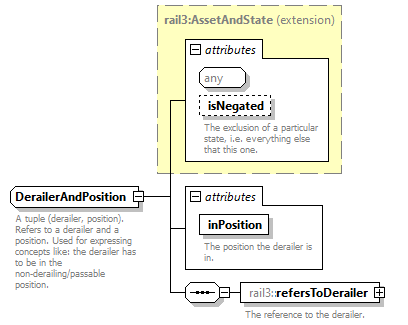 rail3:AssetAndState (extension)
attributes
any
isNegated
The exclusion of a particular
state, i.e. everything else
that this one.
DerailerAndPosition
A tuple (derailer, position).
Refers to a derailer and a
position. Used for expressing
concepts like: the derailer has
to be in the
non-derailing/passable
position.
attributes
inPosition
The position the derailer is
in.
rail3::refersToDerailer
The reference to the derailer.